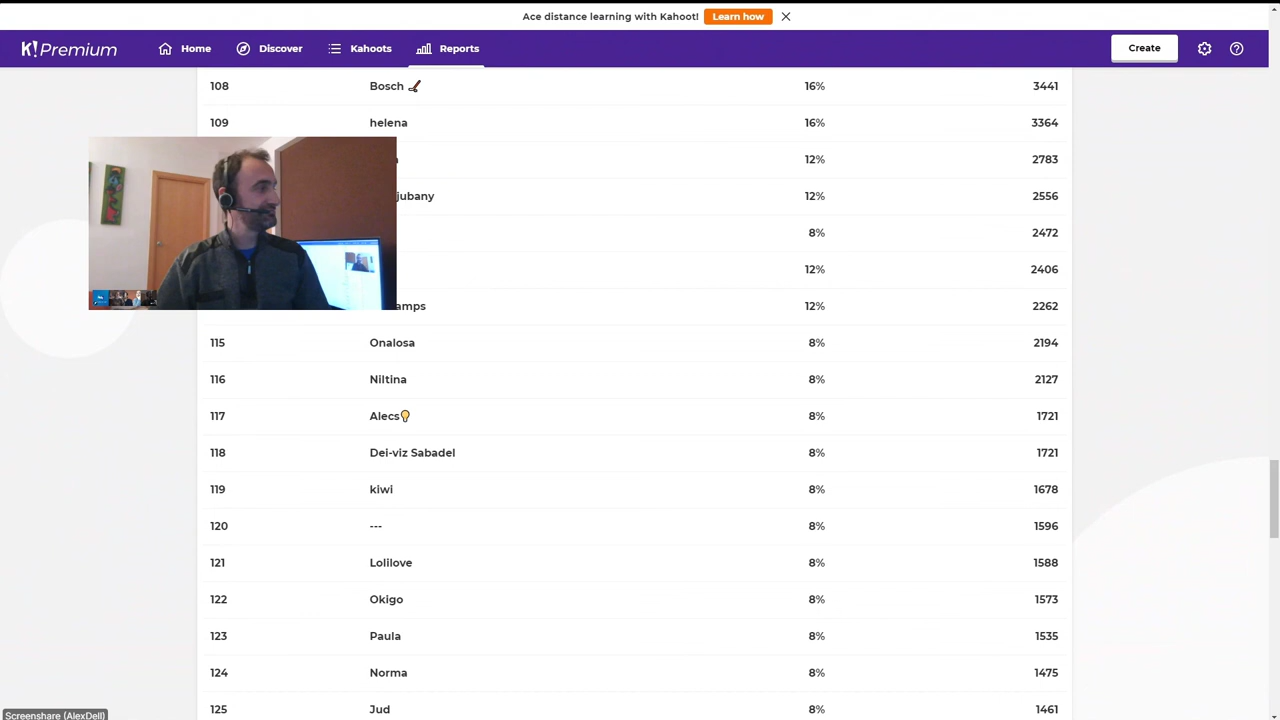 Ace distance learning with Kahoot! Learn how
K! Premium Home Discover Kahoots Reports Create
108 Bosch 16% 3441
109 helena 16% 3364
12% 2783
jubany 12% 2556
8% 2472
12% 2406
amps 12% 2262
115 Onalosa 8% 2194
116 Niltina 8% 2127
117 Alecs 8% 1721
118 Dei-viz Sabadel 8% 1721
119 kiwi 8% 1678
120 --- 8% 1596
121 Lolilove 8% 1588
122 Okigo 8% 1573
123 Paula 8% 1535
124 Norma 8% 1475
125 Jud 8% 1461
Screenshare (AlexDell)